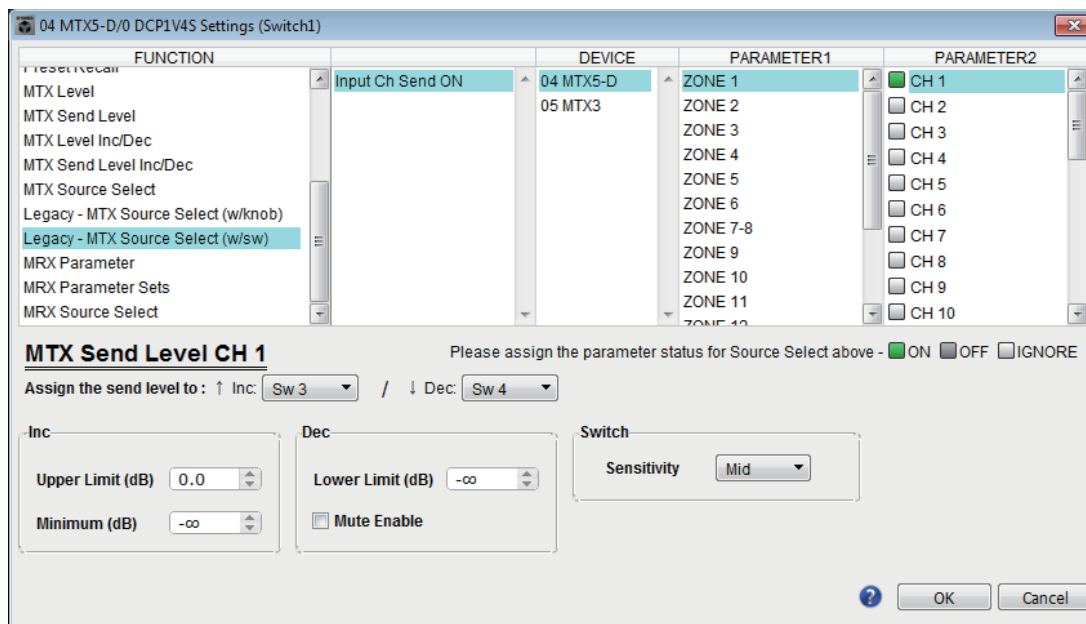 04 MTX5-D/0 DCP1V4S Settings (Switch1)
FUNCTION DEVICE PARAMETER1 PARAMETER2
Preset Recall
MTX Level
MTX Send Level
MTX Level Inc/Dec
MTX Send Level Inc/Dec
MTX Source Select
Legacy - MTX Source Select (w/knob)
Legacy - MTX Source Select (w/sw)
MRX Parameter
MRX Parameter Sets
MRX Source Select
Input Ch Send ON
04 MTX5-D
05 MTX3
ZONE 1
ZONE 2
ZONE 3
ZONE 4
ZONE 5
ZONE 6
ZONE 7-8
ZONE 9
ZONE 10
ZONE 11
ZONE 12
CH 1
CH 2
CH 3
CH 4
CH 5
CH 6
CH 7
CH 8
CH 9
CH 10
MTX Send Level CH 1
Please assign the parameter status for Source Select above - ON OFF IGNORE
Assign the send level to : ↑ Inc: Sw 3 / ↓ Dec: Sw 4
Inc
Upper Limit (dB) 0.0
Minimum (dB) -∞
Dec
Lower Limit (dB) -∞
Mute Enable
Switch
Sensitivity Mid
? OK Cancel